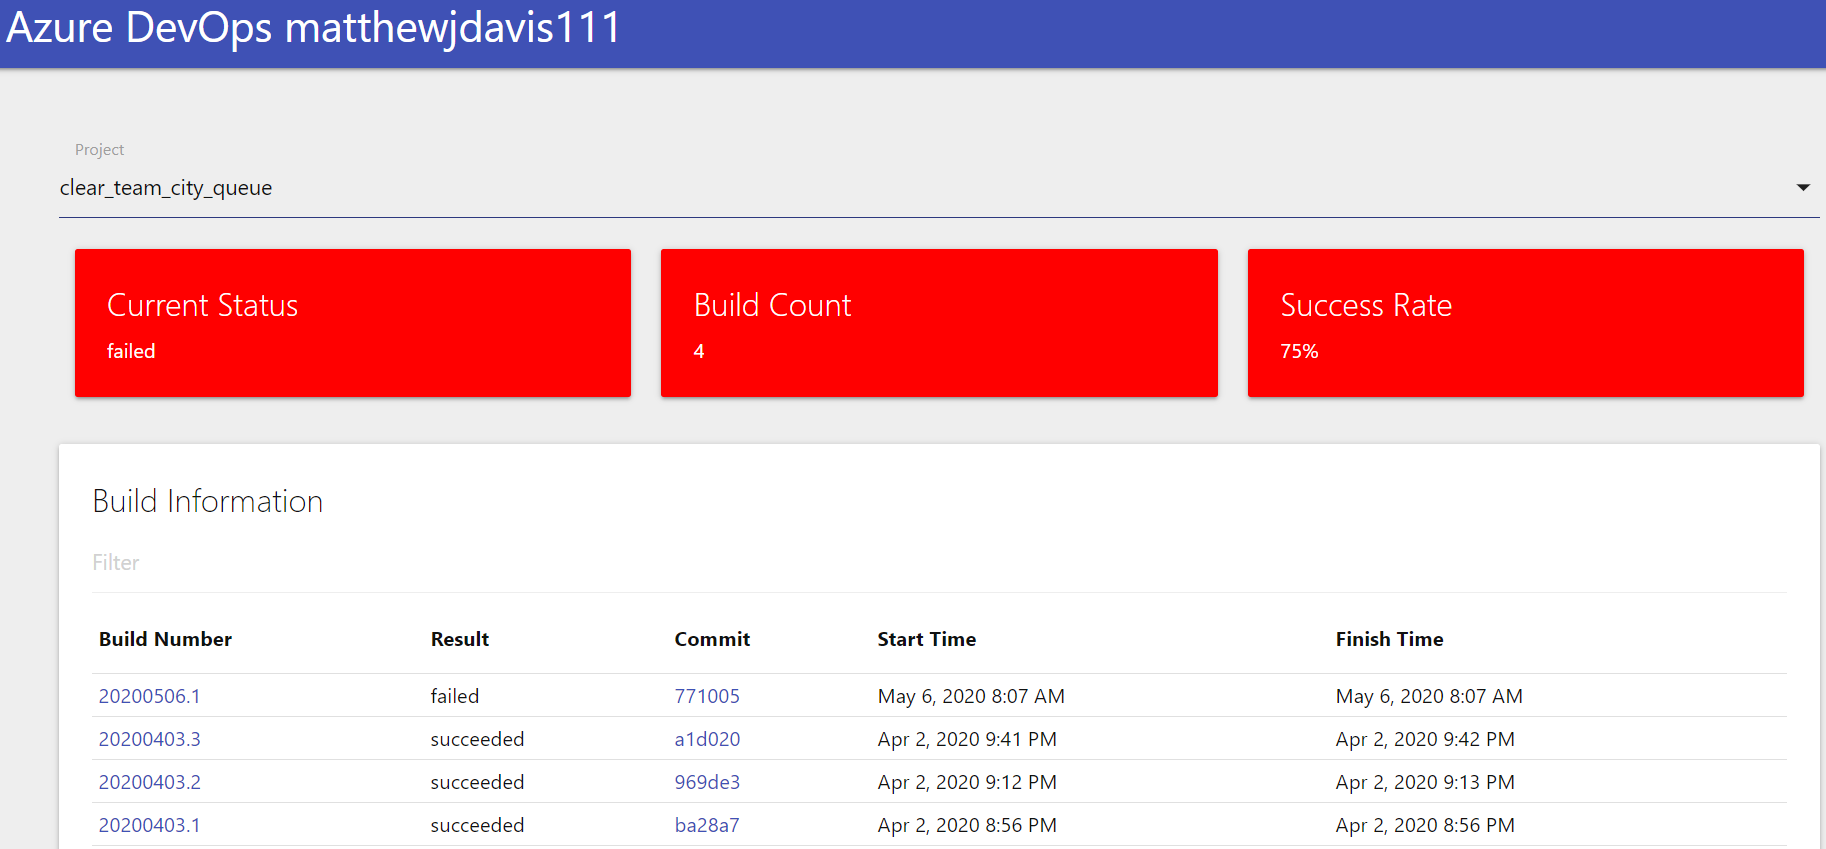 Azure DevOps matthewjdavis111
Project
clear_team_city_queue
Current Status
failed
Build Count
4
Success Rate
75%
Build Information
Filter
Build Number Result Commit Start Time Finish Time
20200506.1 failed 771005 May 6, 2020 8:07 AM May 6, 2020 8:07 AM
20200403.3 succeeded a1d020 Apr 2, 2020 9:41 PM Apr 2, 2020 9:42 PM
20200403.2 succeeded 969de3 Apr 2, 2020 9:12 PM Apr 2, 2020 9:13 PM
20200403.1 succeeded ba28a7 Apr 2, 2020 8:56 PM Apr 2, 2020 8:56 PM